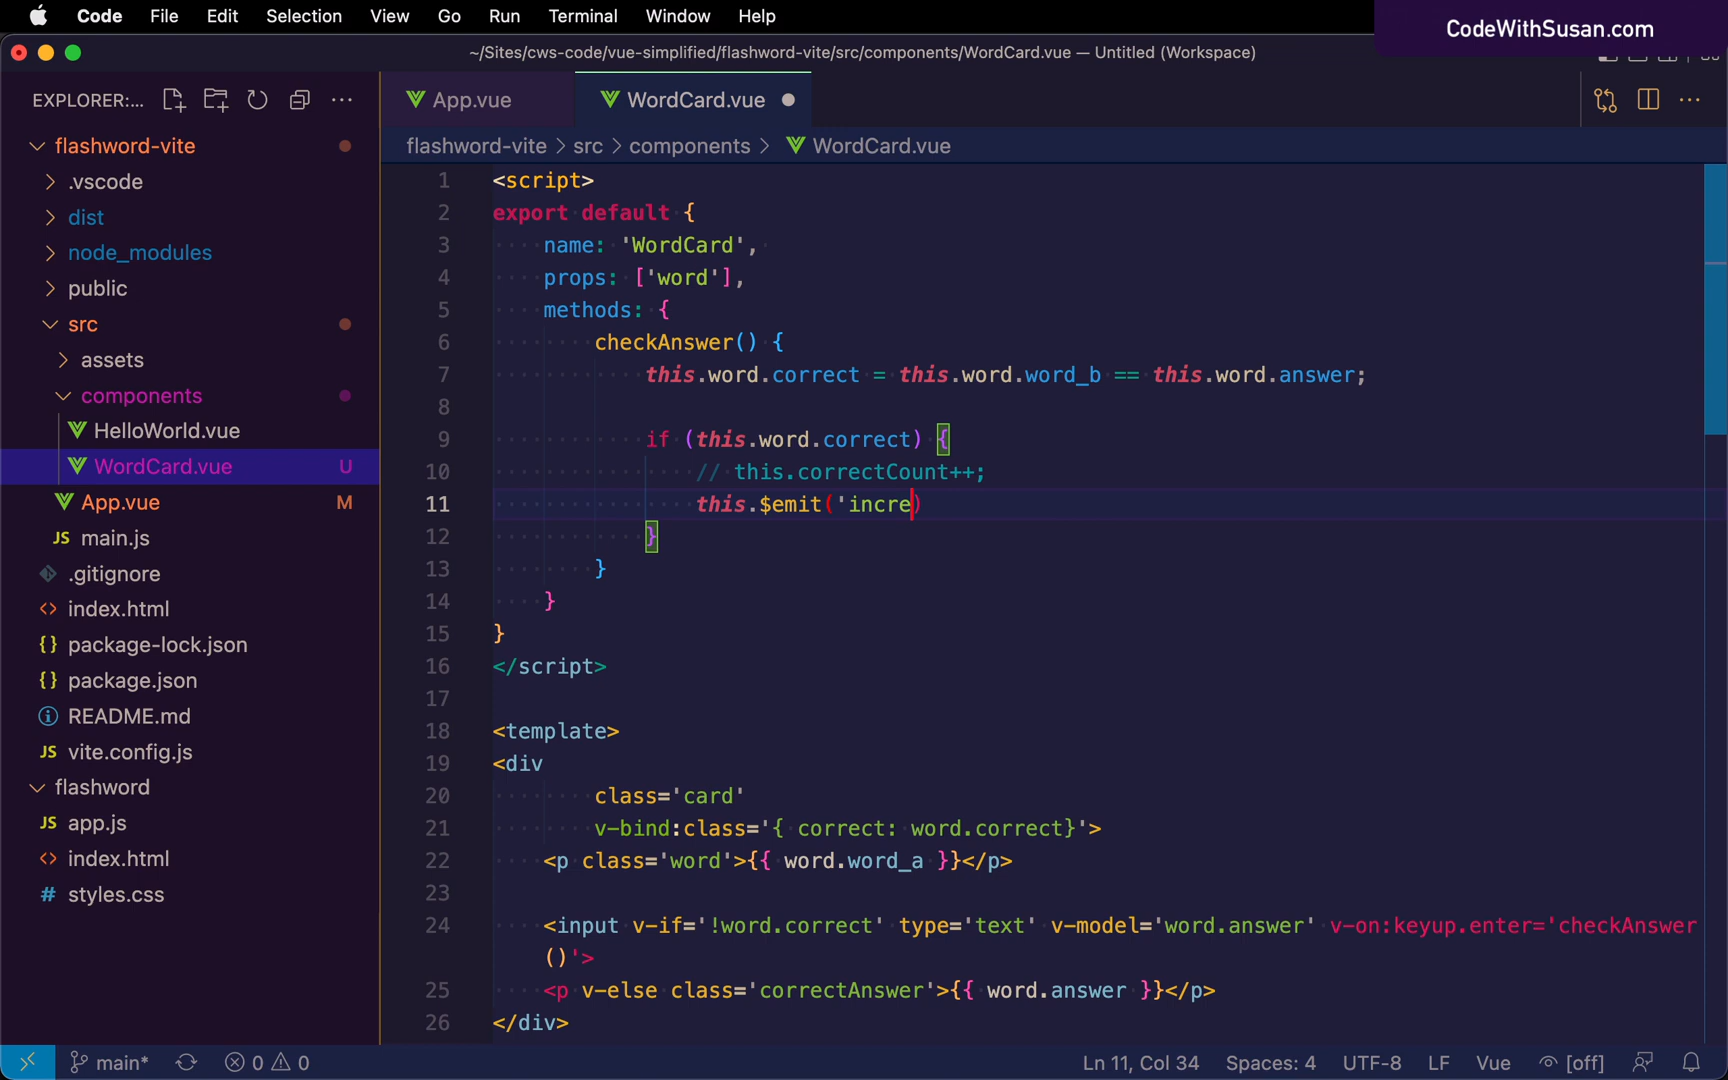 Code File Edit Selection View Go Run Terminal Window Help
CodeWithSusan.com
~/Sites/cws-code/vue-simplified/flashword-vite/src/components/WordCard.vue — Untitled (Workspace)
EXPLORER:...
App.vue
WordCard.vue
flashword-vite > src > components > WordCard.vue
flashword-vite
.vscode
dist
node_modules
public
src
assets
components
HelloWorld.vue
WordCard.vue U
App.vue M
JS main.js
.gitignore
<> index.html
{} package-lock.json
{} package.json
README.md
JS vite.config.js
flashword
JS app.js
<> index.html
# styles.css
1 <script>
2 export default {
3 name: 'WordCard',
4 props: ['word'],
5 methods: {
6 checkAnswer() {
7 this.word.correct = this.word.word_b == this.word.answer;
8
9 if (this.word.correct) {
10 // this.correctCount++;
11 this.$emit('incre)
12 }
13 }
14 }
15 }
16 </script>
17
18 <template>
19 <div
20 class='card'
21 v-bind:class='{ correct: word.correct}'>
22 <p class='word'>{{ word.word_a }}</p>
23
24 <input v-if='!word.correct' type='text' v-model='word.answer' v-on:keyup.enter='checkAnswer
()'>
25 <p v-else class='correctAnswer'>{{ word.answer }}</p>
26 </div>
main* 0 0 Ln 11, Col 34 Spaces: 4 UTF-8 LF Vue [off]